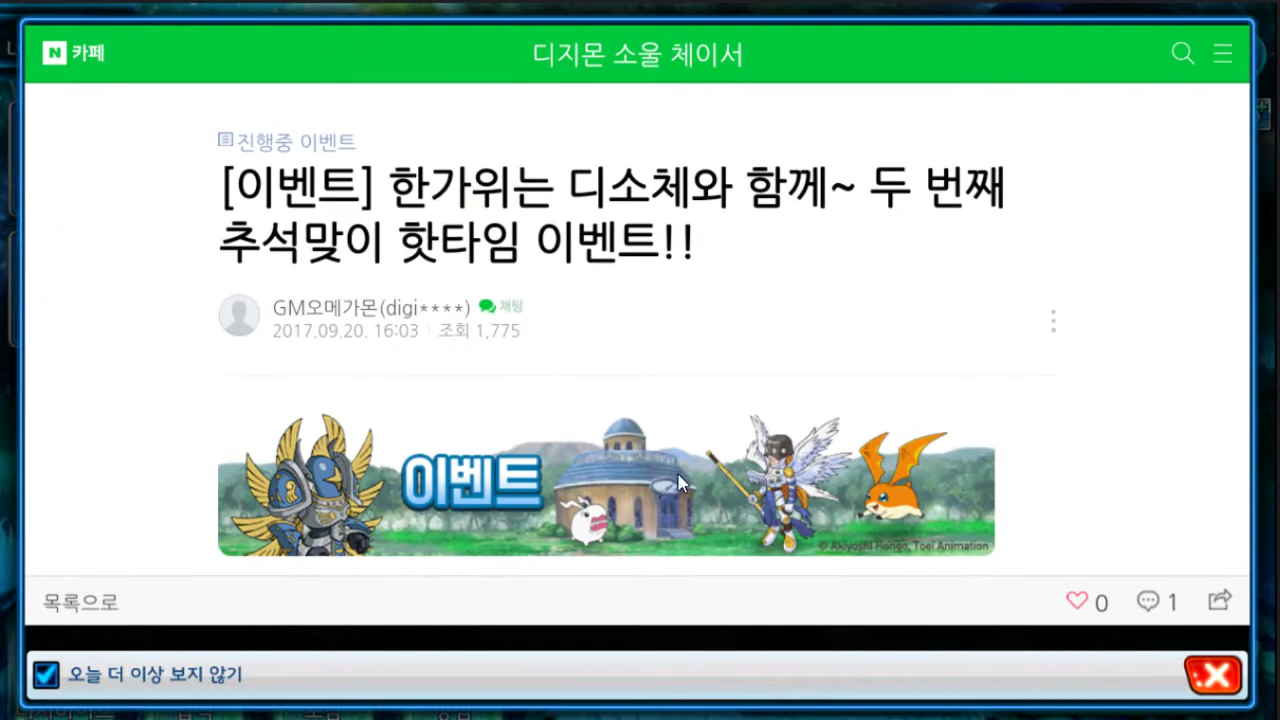 N 카페
디지몬 소울 체이서
진행중 이벤트
[이벤트] 한가위는 디소체와 함께~ 두 번째
추석맞이 핫타임 이벤트!!
GM오메가몬(digi****) 채팅
2017.09.20. 16:03 조회 1,775
이벤트
© Akiyoshi Hongo, Toei Animation
목록으로
0 1
오늘 더 이상 보지 않기